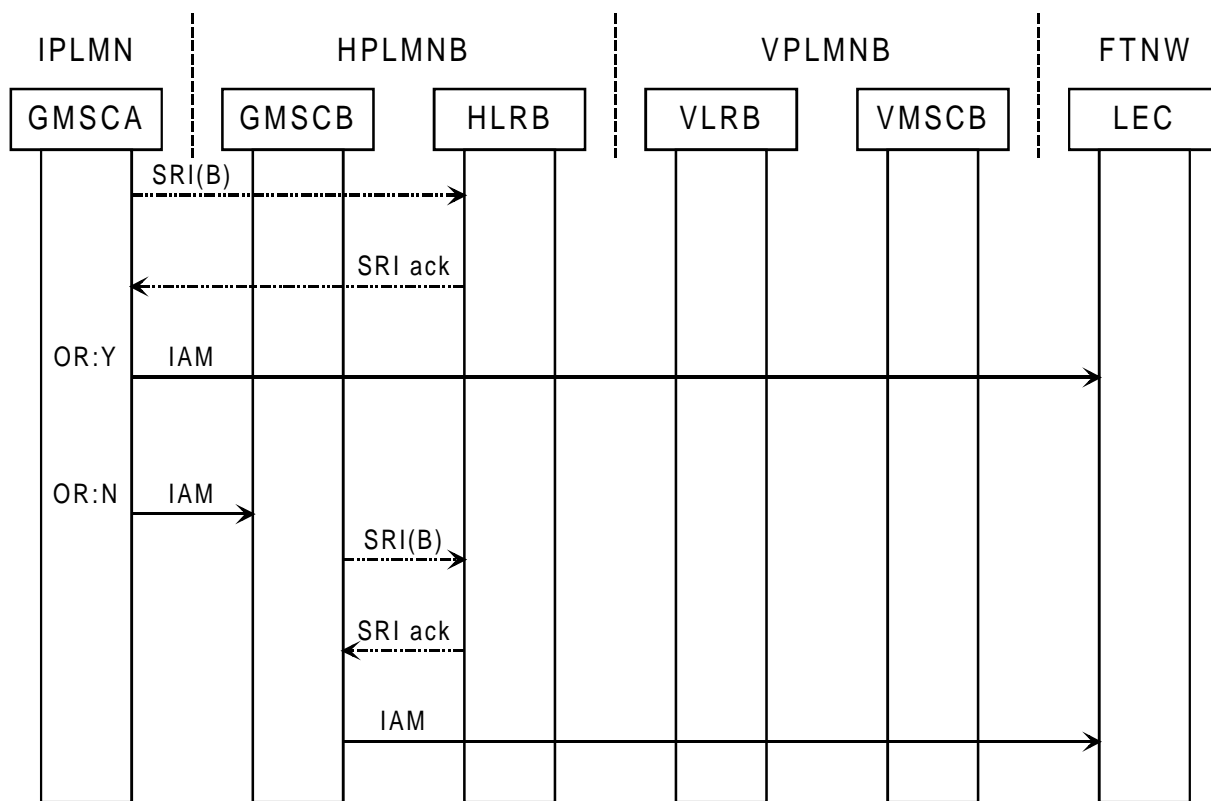 IPLMN HPLMNB VPLMNB FTNW
GMSCA GMSCB HLRB VLRB VMSCB LEC
SRI(B)
SRI ack
OR:Y IAM
OR:N IAM
SRI(B)
SRI ack
IAM